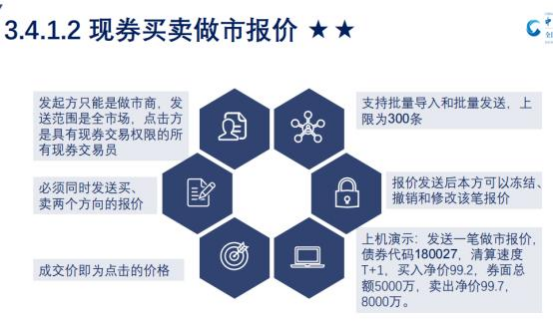 3.4.1.2 现券买卖做市报价 ★★
发起方只能是做市商，发
送范围是全市场，点击方
是具有现券交易权限的所
有现券交易员
支持批量导入和批量发送，上
限为300条
必须同时发送买、
卖两个方向的报价
报价发送后本方可以冻结、
撤销和修改该笔报价
成交价即为点击的价格
上机演示：发送一笔做市报价，
债券代码180027，清算速度
T+1，买入净价99.2，券面总
额5000万，卖出净价99.7，
8000万。